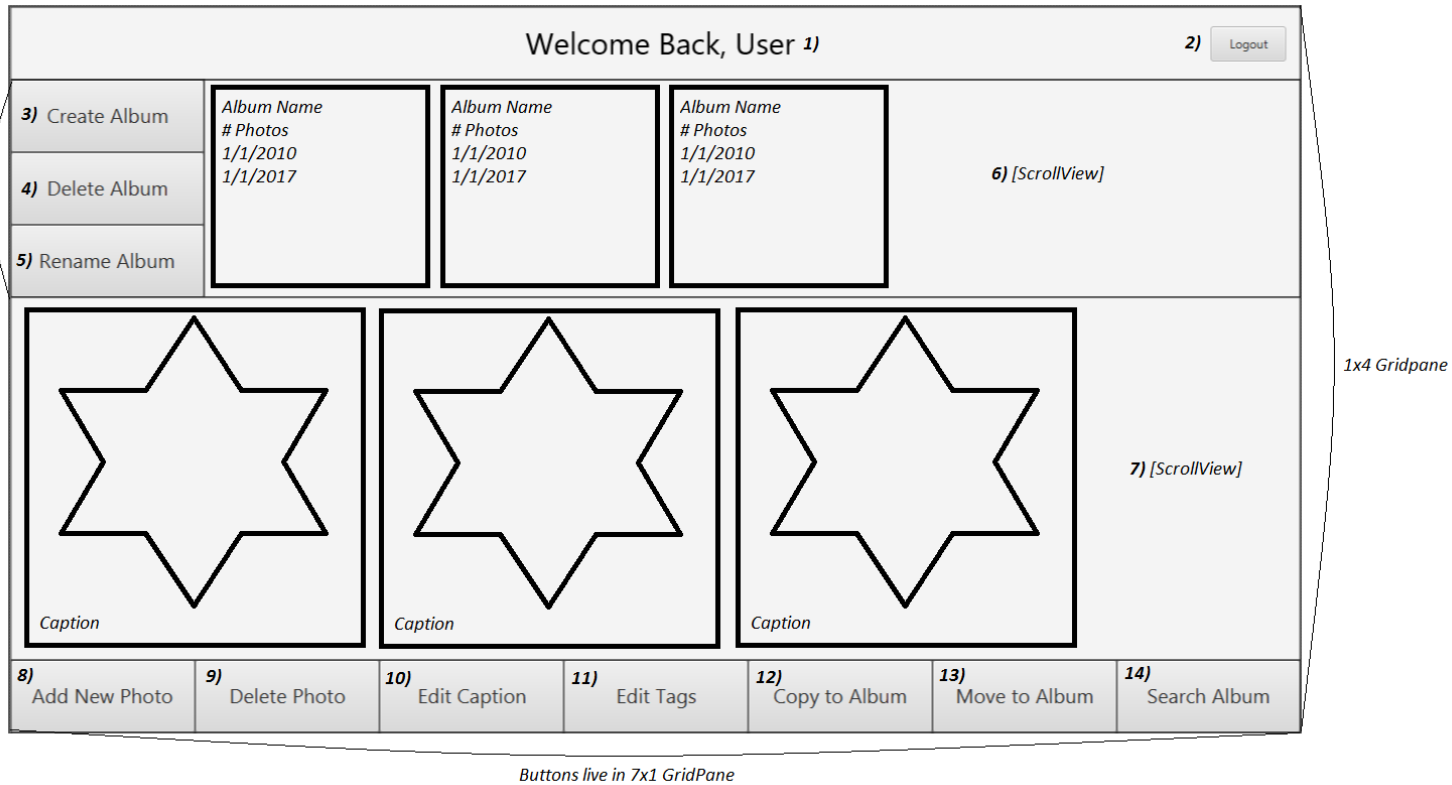 Welcome Back, User 1)
2) Logout
3) Create Album
4) Delete Album
5) Rename Album
Album Name
# Photos
1/1/2010
1/1/2017
Album Name
# Photos
1/1/2010
1/1/2017
Album Name
# Photos
1/1/2010
1/1/2017
6) [ScrollView]
Caption
Caption
Caption
7) [ScrollView]
1x4 Gridpane
8)
Add New Photo
9)
Delete Photo
10)
Edit Caption
11)
Edit Tags
12)
Copy to Album
13)
Move to Album
14)
Search Album
Buttons live in 7x1 GridPane